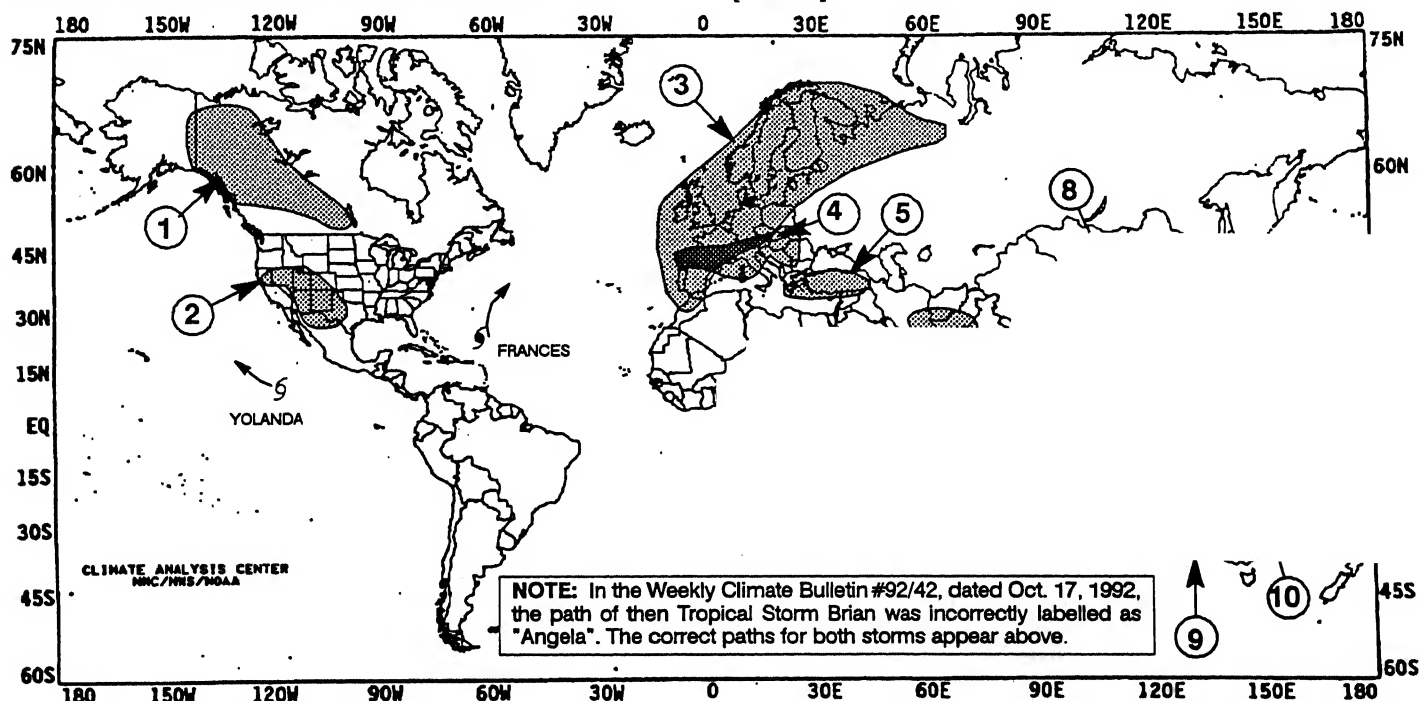 180 150W 120W 90W 60W 30W 0 30E 60E 90E 120E 150E 180
75N 75N
60N 60N
45N
30N
15N
EQ
15S
30S
45S 45S
60S 60S
3
8
1
4 5
2
FRANCES
YOLANDA
CLIMATE ANALYSIS CENTER
NMC/NWS/NOAA
NOTE: In the Weekly Climate Bulletin #92/42, dated Oct. 17, 1992,
the path of then Tropical Storm Brian was incorrectly labelled as
"Angela". The correct paths for both storms appear above.
10
9
180 150W 120W 90W 60W 30W 0 30E 60E 90E 120E 150E 180